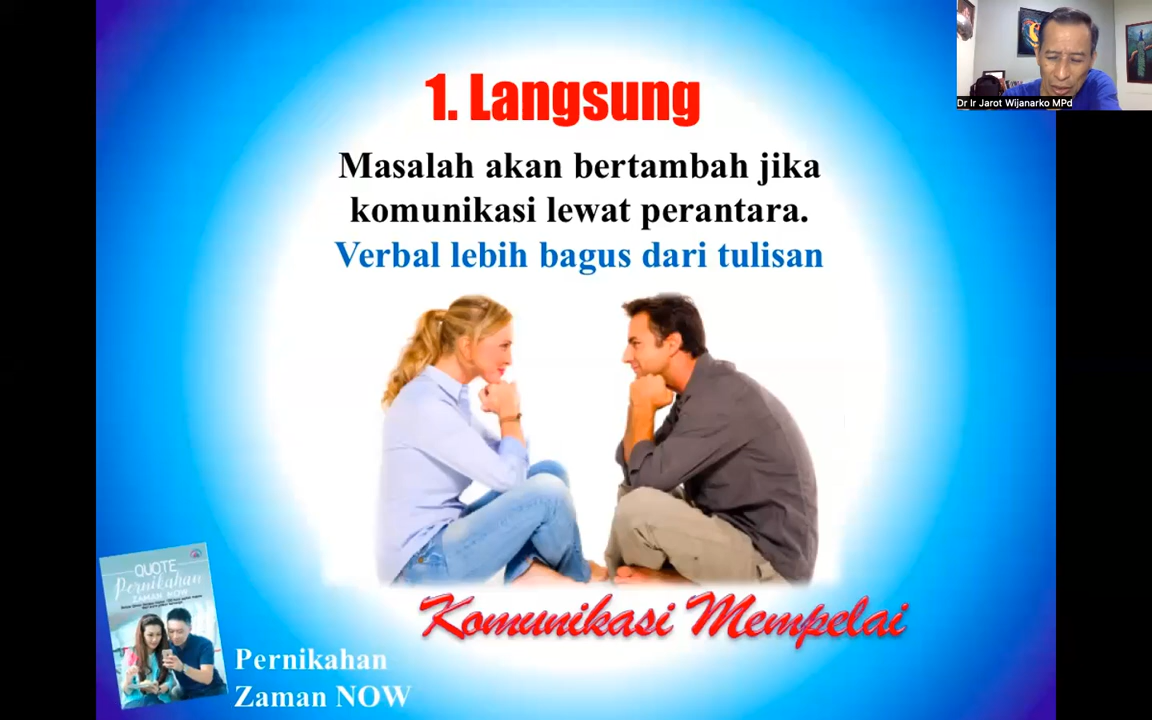 Dr Ir Jarot Wijanarko MPd
1. Langsung
Masalah akan bertambah jika
komunikasi lewat perantara.
Verbal lebih bagus dari tulisan
Komunikasi Mempelai
QUOTE
Pernikahan
ZAMAN NOW
Pernikahan
Zaman NOW